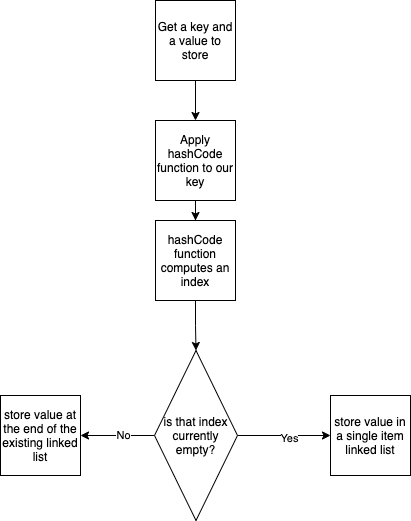 Get a key and
a value to
store
Apply
hashCode
function to our
key
hashCode
function
computes an
index
is that index
currently
empty?
No
Yes
store value at
the end of the
existing linked
list
store value in
a single item
linked list